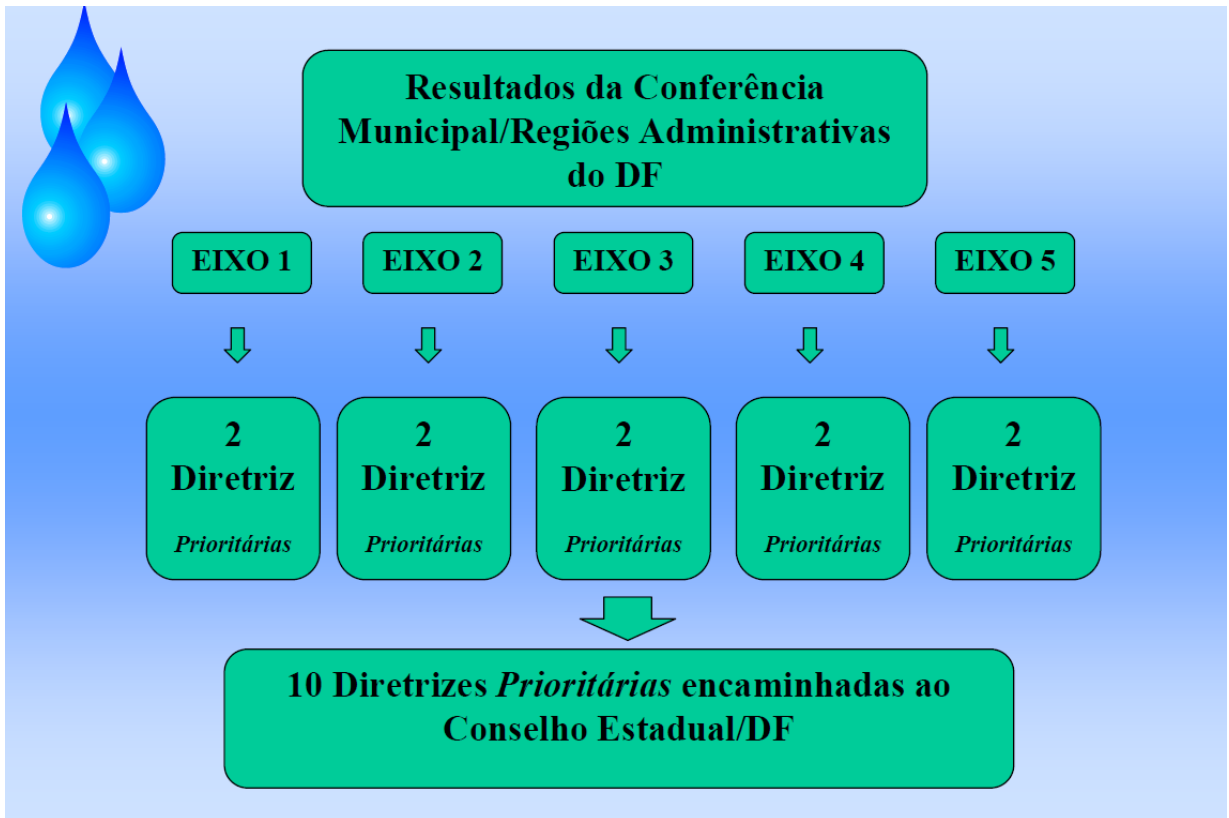 Resultados da Conferência
Municipal/Regiões Administrativas
do DF
EIXO 1
EIXO 2
EIXO 3
EIXO 4
EIXO 5
2
Diretriz
Prioritárias
2
Diretriz
Prioritárias
2
Diretriz
Prioritárias
2
Diretriz
Prioritárias
2
Diretriz
Prioritárias
10 Diretrizes Prioritárias encaminhadas ao
Conselho Estadual/DF